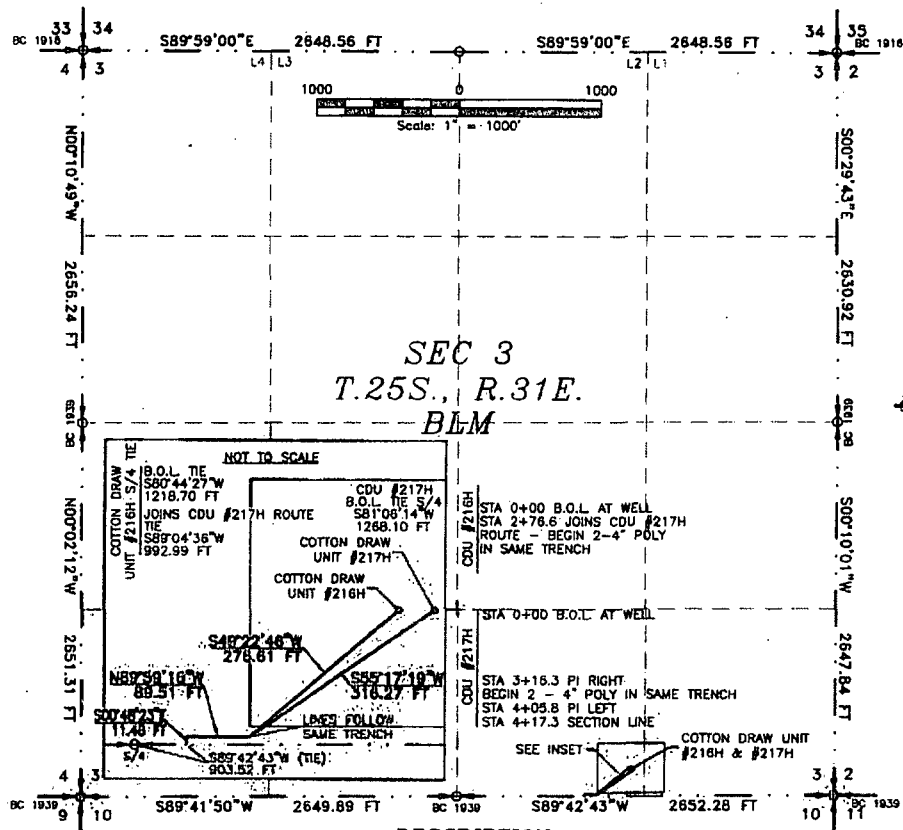 33 34
BC 1916
4 3
S89°59'00"E 2648.56 FT
L4 L3
S89°59'00"E 2648.56 FT
L2 L1
34 35
BC 1916
3 2
1000 0 1000
Scale: 1" = 1000'
N00°10'49"W 2656.24 FT
S00°29'43"E 2630.92 FT
SEC 3
T.25S., R.31E.
BLM
BC 1939
BC 1939
N00°02'12"W 2651.31 FT
S00°10'01"W 2647.84 FT
NOT TO SCALE
COTTON DRAW
UNIT #216H S/4 TIE
B.O.L. TIE
S80°44'27"W
1218.70 FT
JOINS CDU #217H ROUTE
TIE
S89°04'36"W
992.99 FT
CDU #217H
B.O.L. TIE S/4
S81°06'14"W
1268.10 FT
COTTON DRAW
UNIT #217H
COTTON DRAW
UNIT #216H
S49°22'46"W
276.61 FT
S55°17'19"W
316.27 FT
N89°59'16"W
89.51 FT
S00°46'23"E
11.48 FT
LINES FOLLOW
SAME TRENCH
S/4
S89°42'43"W (TIE)
903.52 FT
CDU #216H
STA 0+00 B.O.L. AT WELL
STA 2+76.6 JOINS CDU #217H
ROUTE - BEGIN 2-4" POLY
IN SAME TRENCH
CDU #217H
STA 0+00 B.O.L. AT WELL
STA 3+16.3 PI RIGHT
BEGIN 2 - 4" POLY IN SAME TRENCH
STA 4+05.8 PI LEFT
STA 4+17.3 SECTION LINE
SEE INSET
COTTON DRAW UNIT
#216H & #217H
4 3
BC 1939
9 10
S89°41'50"W 2649.89 FT
BC 1939
S89°42'43"W 2652.28 FT
3 2
10 11
BC 1939
DESCRIPTION